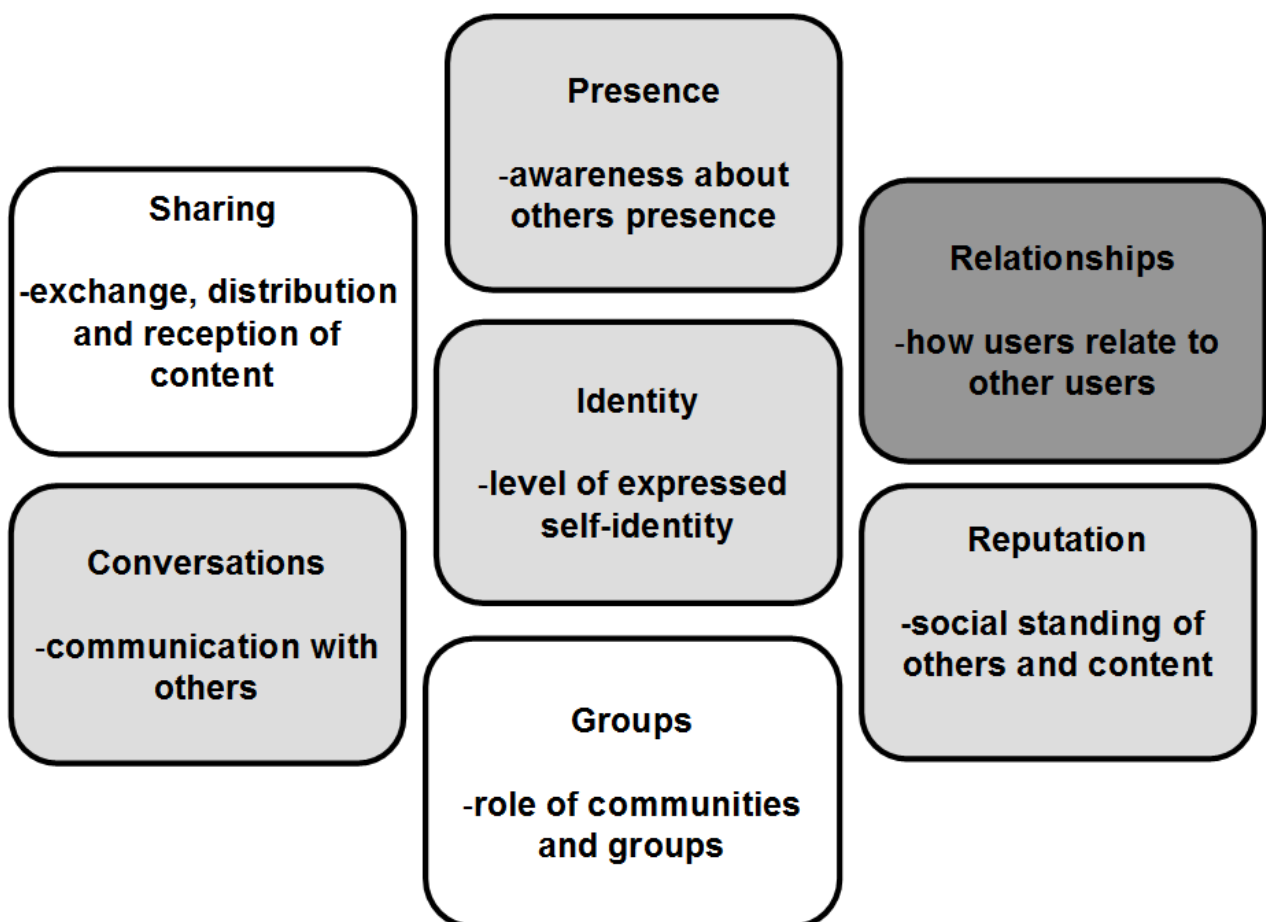 Presence
-awareness about
others presence
Sharing
-exchange, distribution
and reception of
content
Relationships
-how users relate to
other users
Identity
-level of expressed
self-identity
Conversations
-communication with
others
Reputation
-social standing of
others and content
Groups
-role of communities
and groups